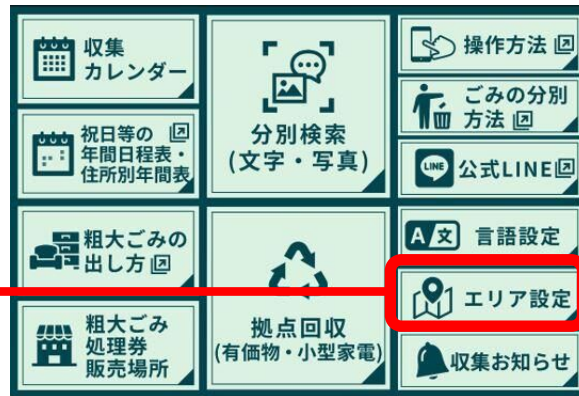 収集
カレンダー
祝日等の
年間日程表・
住所別年間表
粗大ごみの
出し方
粗大ごみ
処理券
販売場所
分別検索
(文字・写真)
拠点回収
(有価物・小型家電)
操作方法
ごみの分別
方法
LINE
公式LINE
A 文
言語設定
エリア設定
収集お知らせ